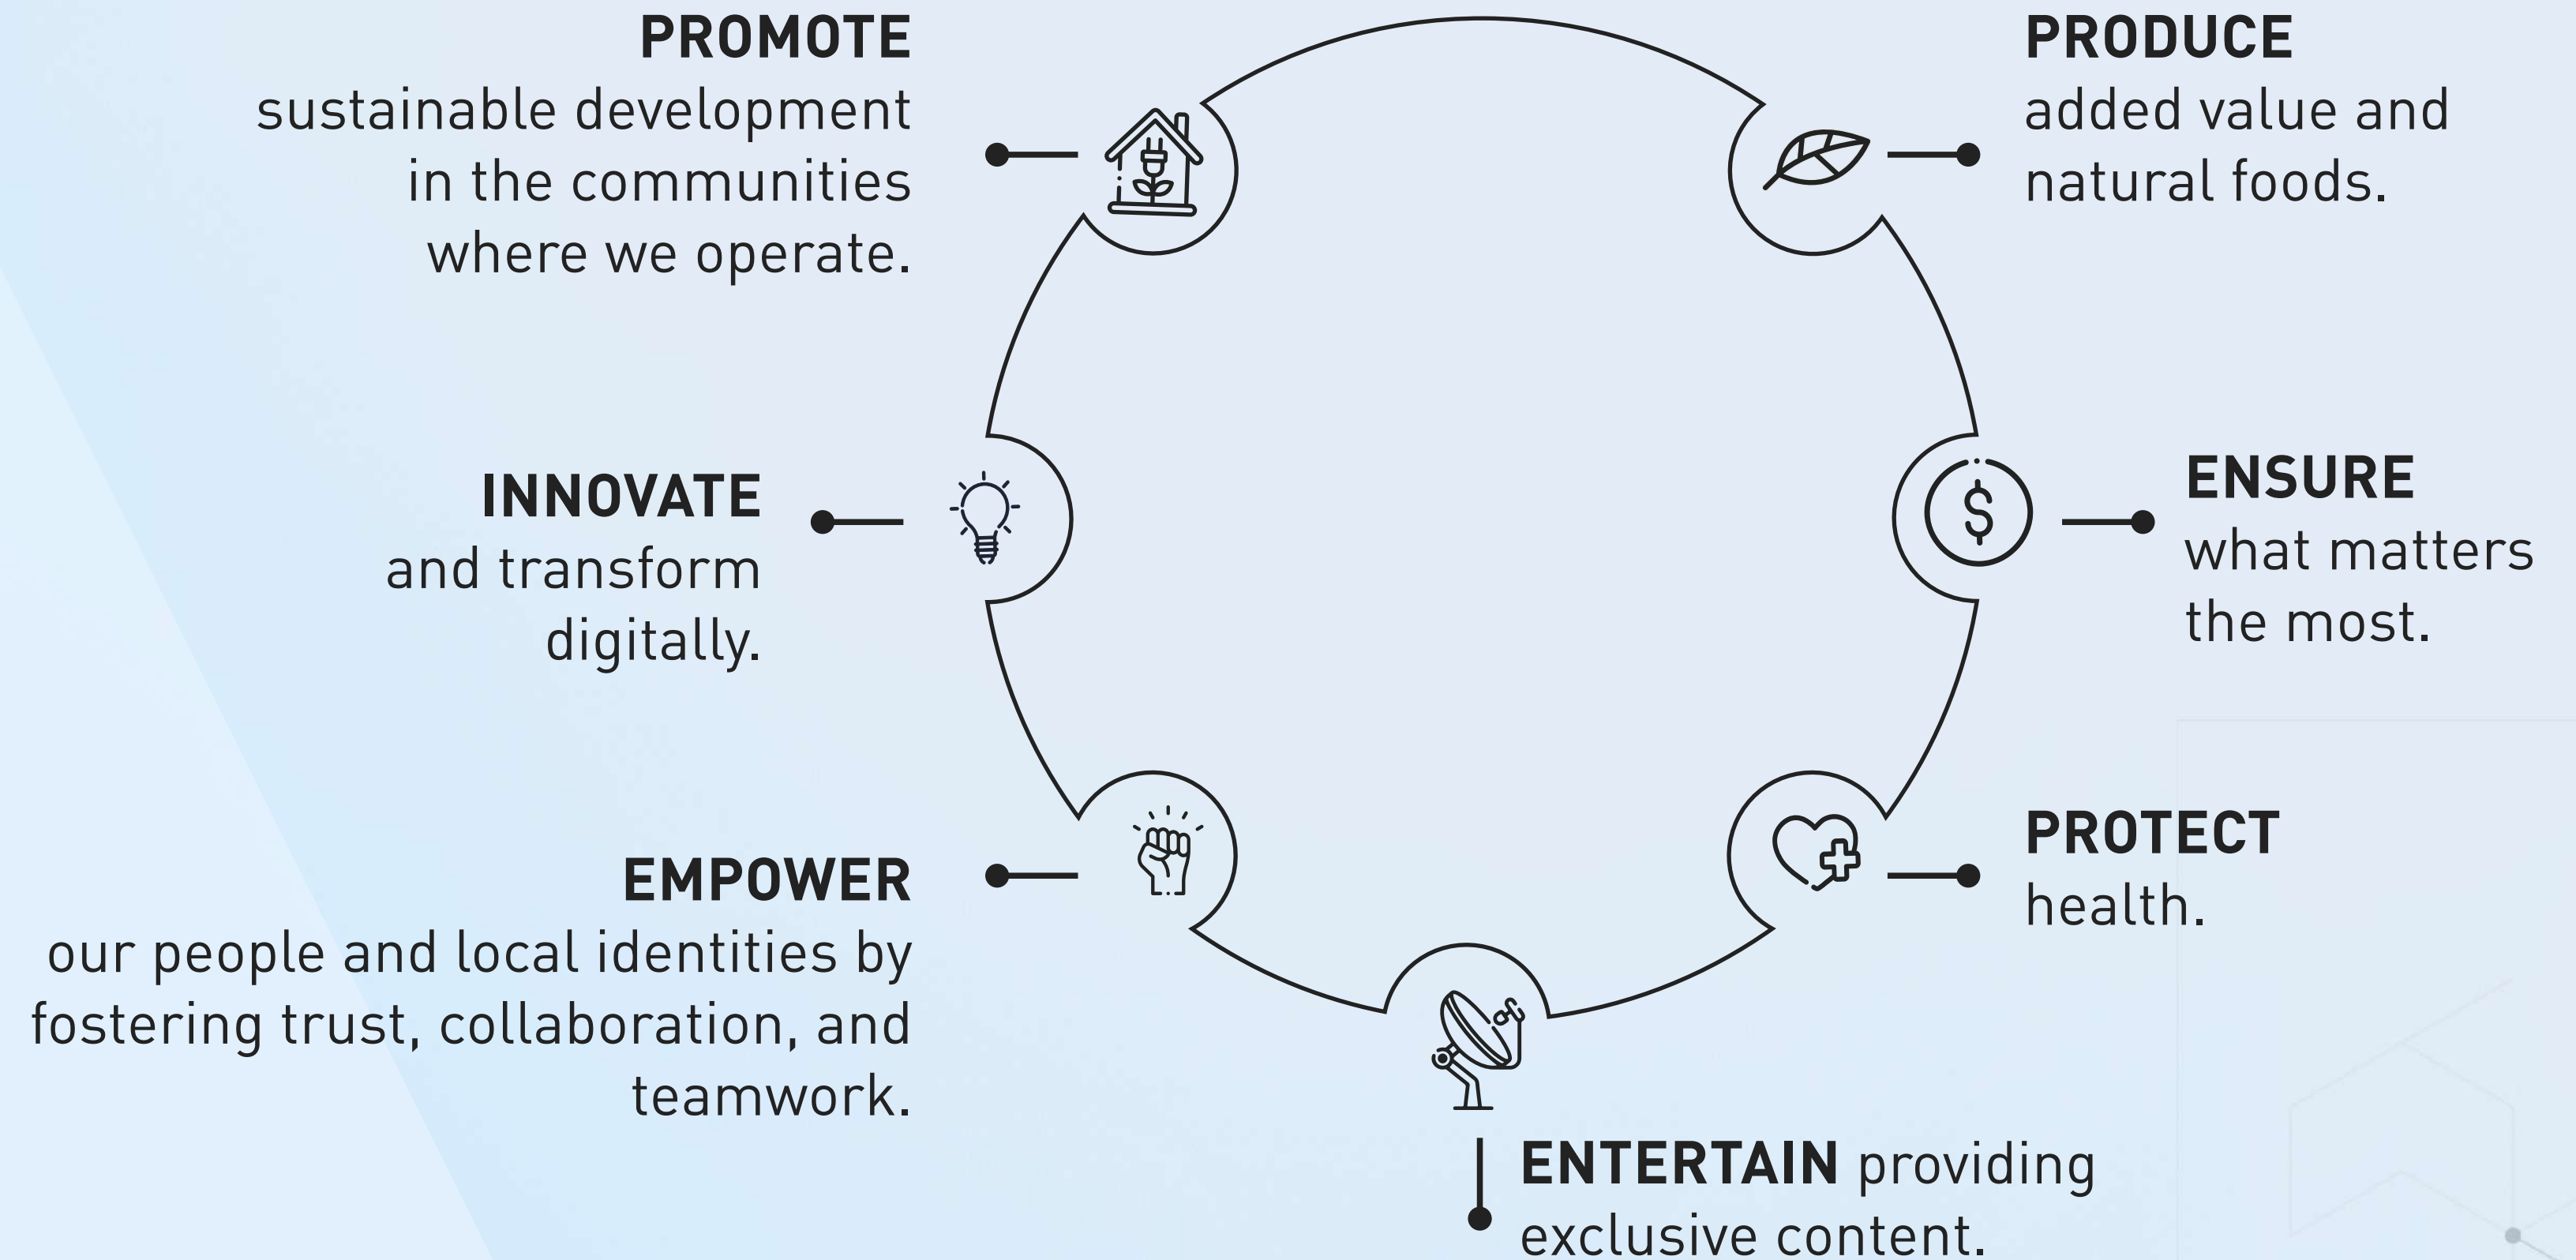 PROMOTE
sustainable development
in the communities
where we operate.
PRODUCE
added value and
natural foods.
INNOVATE
and transform
digitally.
ENSURE
what matters
the most.
EMPOWER
our people and local identities by
fostering trust, collaboration, and
teamwork.
PROTECT
health.
ENTERTAIN providing
exclusive content.
$